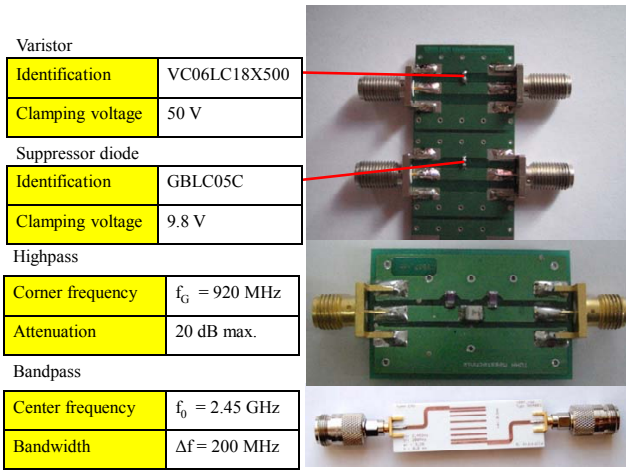 Varistor
Identification VC06LC18X500
Clamping voltage 50 V
Suppressor diode
Identification GBLC05C
Clamping voltage 9.8 V
Highpass
Corner frequency f_G = 920 MHz
Attenuation 20 dB max.
Bandpass
Center frequency f_0 = 2.45 GHz
Bandwidth Δf = 200 MHz